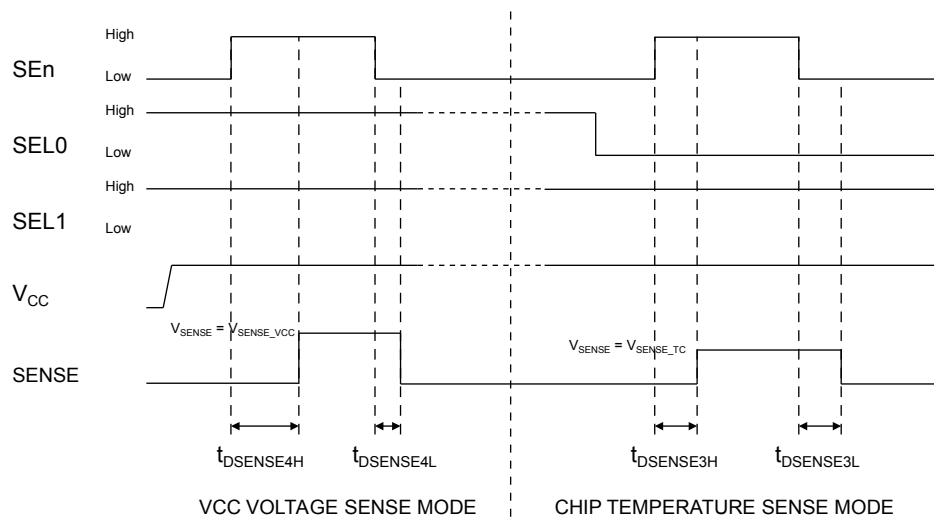 High
SEn
Low
High
SEL0
Low
High
SEL1
Low
VCC
VSENSE = VSENSE_VCC
VSENSE = VSENSE_TC
SENSE
tDSENSE4H
tDSENSE4L
tDSENSE3H
tDSENSE3L
VCC VOLTAGE SENSE MODE
CHIP TEMPERATURE SENSE MODE